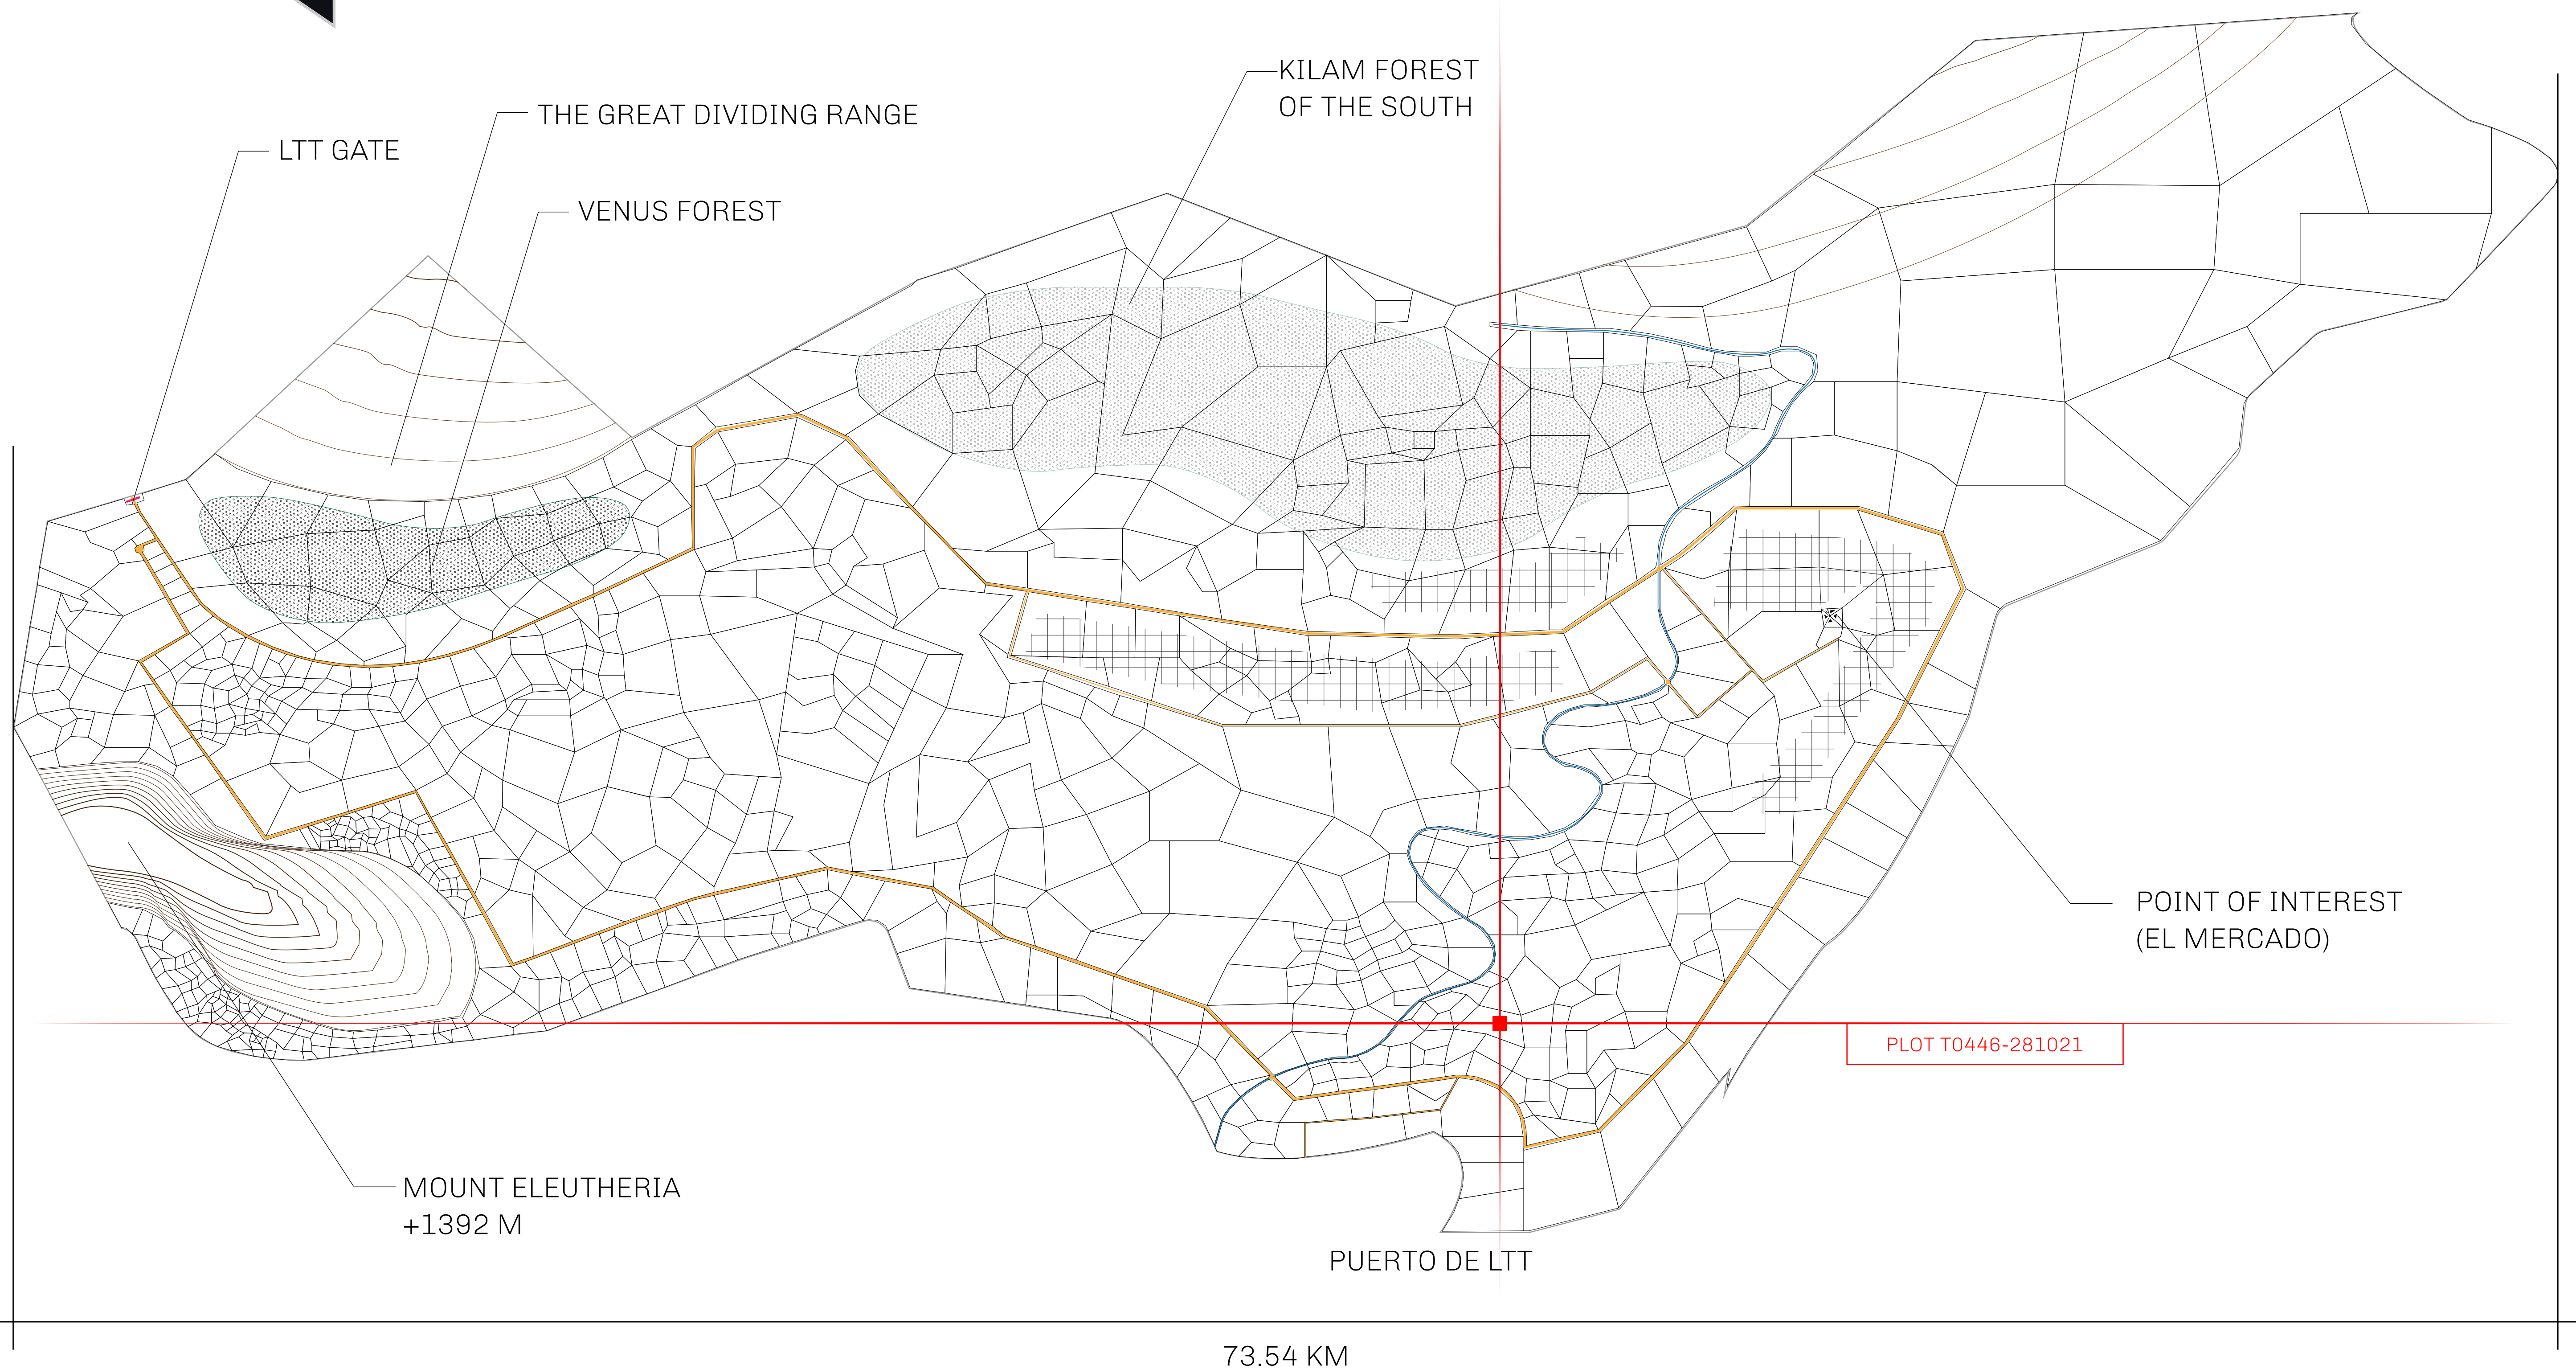 KILAM FOREST
OF THE SOUTH
THE GREAT DIVIDING RANGE
LTT GATE
VENUS FOREST
POINT OF INTEREST
(EL MERCADO)
PLOT T0446-281021
MOUNT ELEUTHERIA
+1392 M
PUERTO DE LTT
73.54 KM